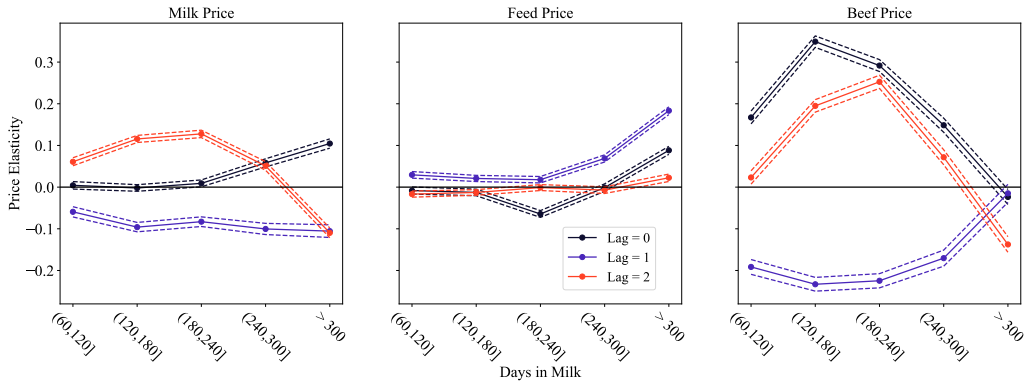 Milk Price
Feed Price
Beef Price
Price Elasticity
0.3
0.2
0.1
0.0
−0.1
−0.2
Lag = 0
Lag = 1
Lag = 2
(60,120]
(120,180]
(180,240]
(240,300]
> 300
(60,120]
(120,180]
(180,240]
(240,300]
> 300
(60,120]
(120,180]
(180,240]
(240,300]
> 300
Days in Milk